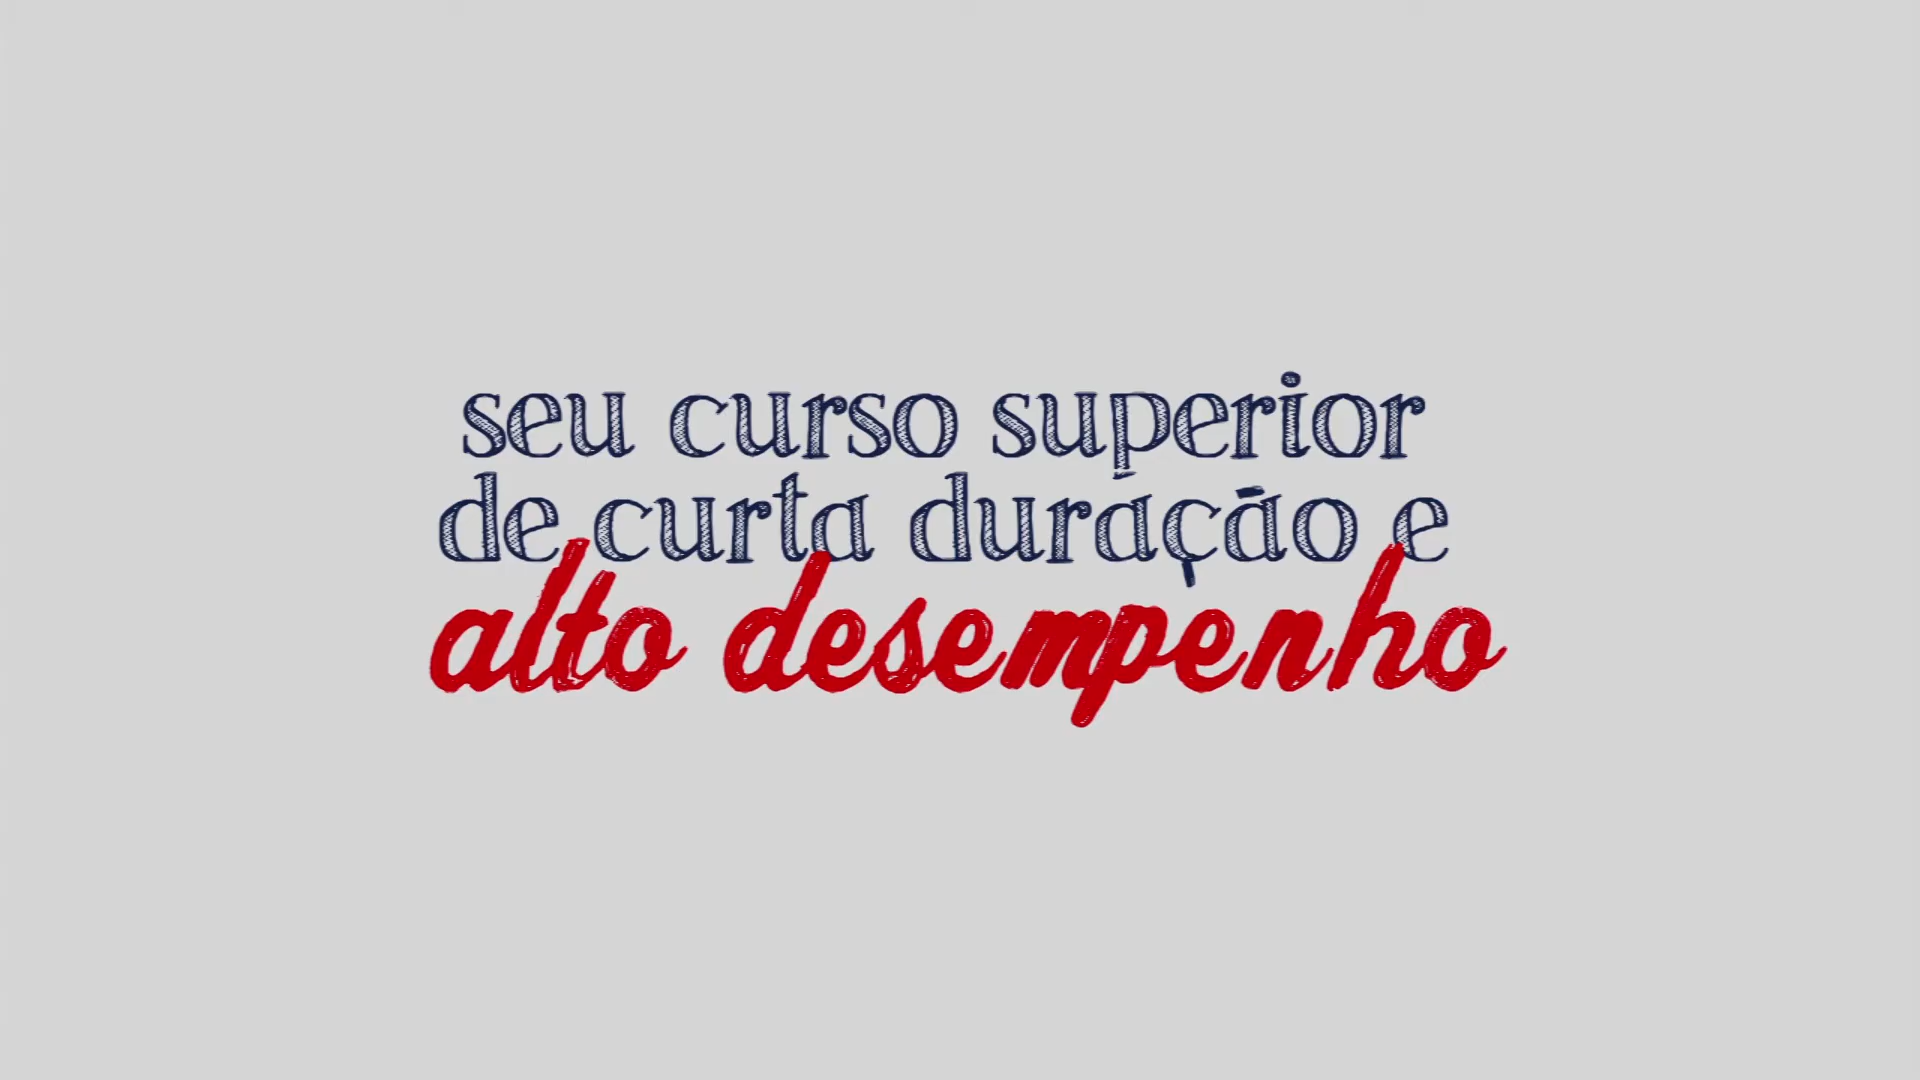 seu curso superior
de curta duração e
alto desempenho